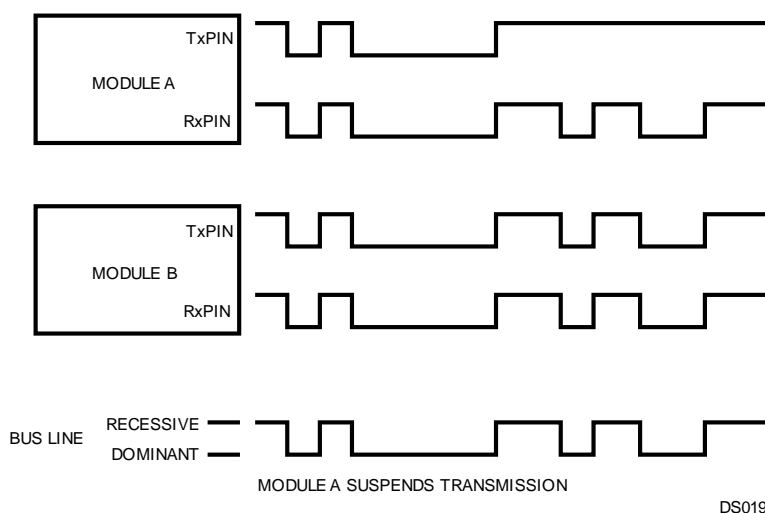 TxPIN
MODULE A
RxPIN
TxPIN
MODULE B
RxPIN
RECESSIVE
BUS LINE
DOMINANT
MODULE A SUSPENDS TRANSMISSION
DS019